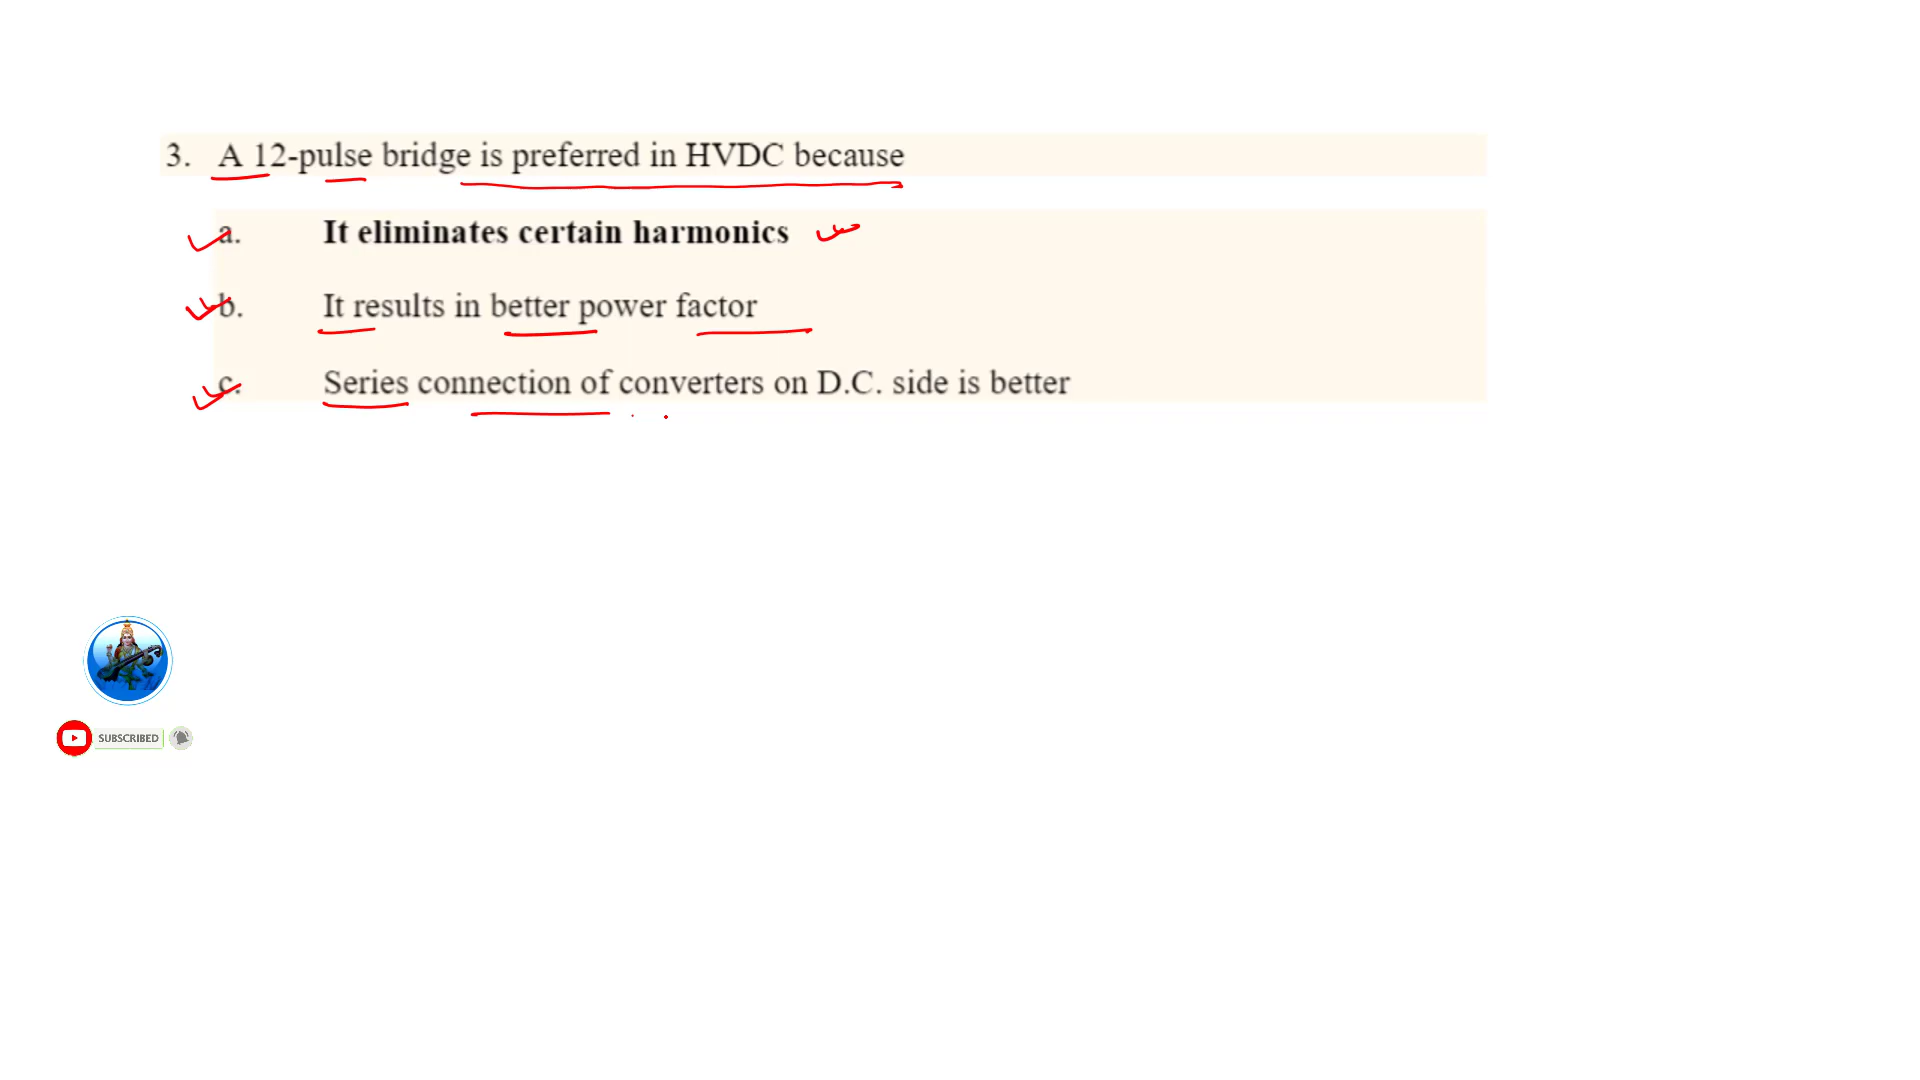 3. A 12-pulse bridge is preferred in HVDC because
a. It eliminates certain harmonics
b. It results in better power factor
c. Series connection of converters on D.C. side is better
SUBSCRIBED